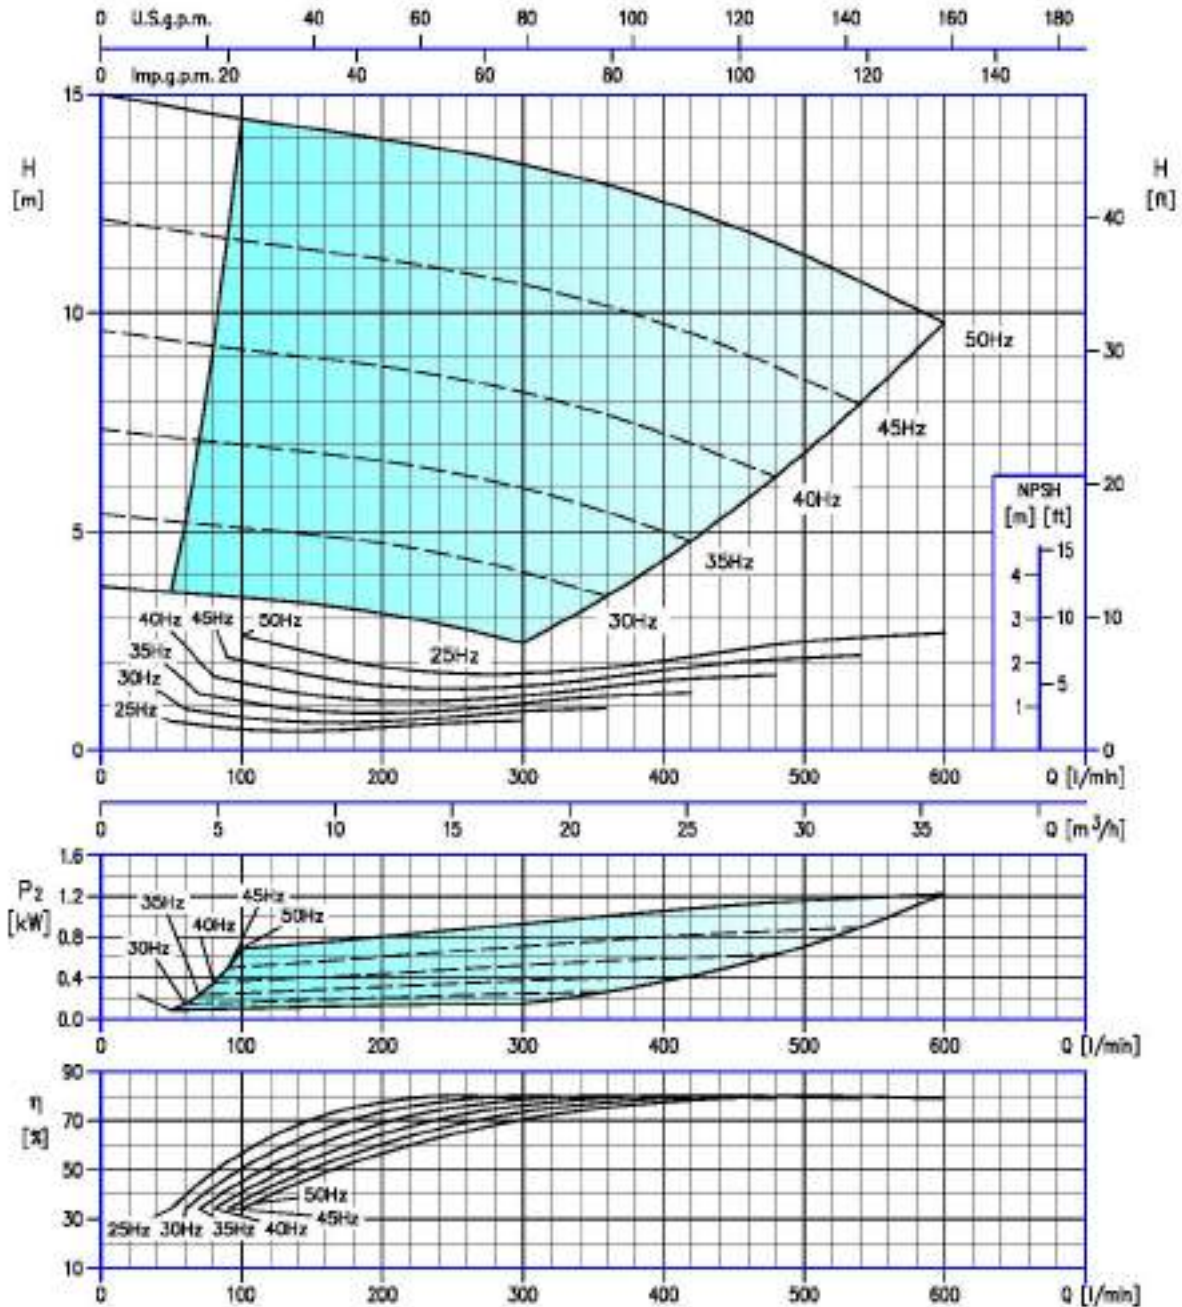 0 U.S.g.p.m. 40 60 80 100 120 140 160 180
0 Imp.g.p.m. 20 40 60 80 100 120 140
15
H
[m]
H
[ft]
40
10
50Hz
30
45Hz
40Hz
20
NPSH
[m] [ft]
5
35Hz
15
4
30Hz
3
10
40Hz 45Hz 50Hz
25Hz
35Hz
2
30Hz
5
25Hz
1
0
0
0 100 200 300 400 500 600 Q [l/min]
0 5 10 15 20 25 30 35 Q [m³/h]
1.6
P2
[kW]
1.2
35Hz
45Hz
50Hz
40Hz
0.8
30Hz
0.4
0.0
0 100 200 300 400 500 600 Q [l/min]
90
η
[%]
70
50
50Hz
30
25Hz 30Hz 35Hz 40Hz 45Hz
10
0 100 200 300 400 500 600 Q [l/min]